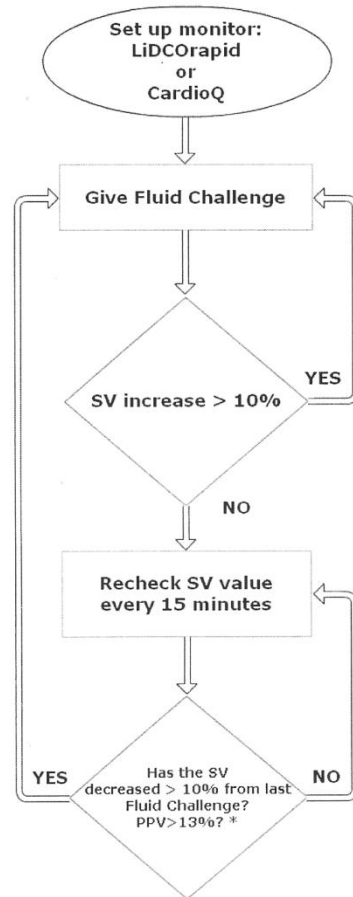 Set up monitor:
LiDCOrapid
or
CardioQ
Give Fluid Challenge
YES
SV increase > 10%
NO
Recheck SV value
every 15 minutes
YES
NO
Has the SV
decreased > 10% from last
Fluid Challenge?
PPV>13%? *